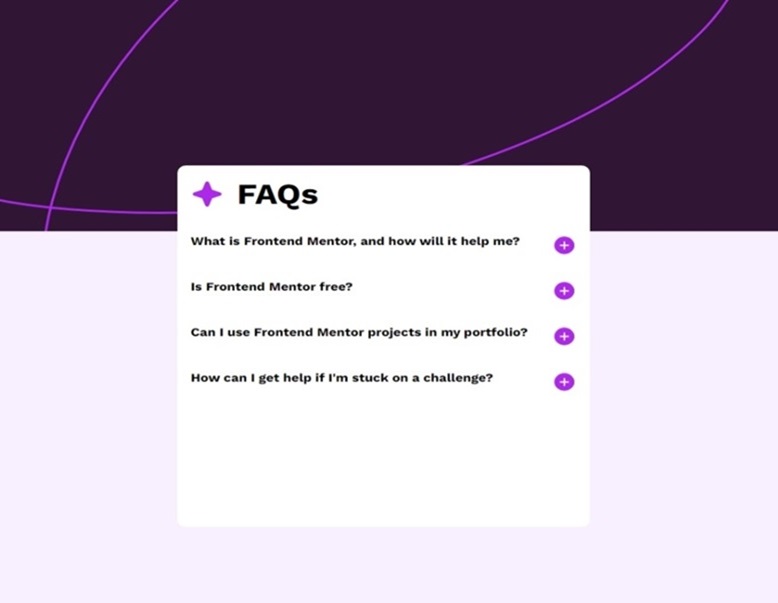 FAQs
What is Frontend Mentor, and how will it help me?
Is Frontend Mentor free?
Can I use Frontend Mentor projects in my portfolio?
How can I get help if I'm stuck on a challenge?